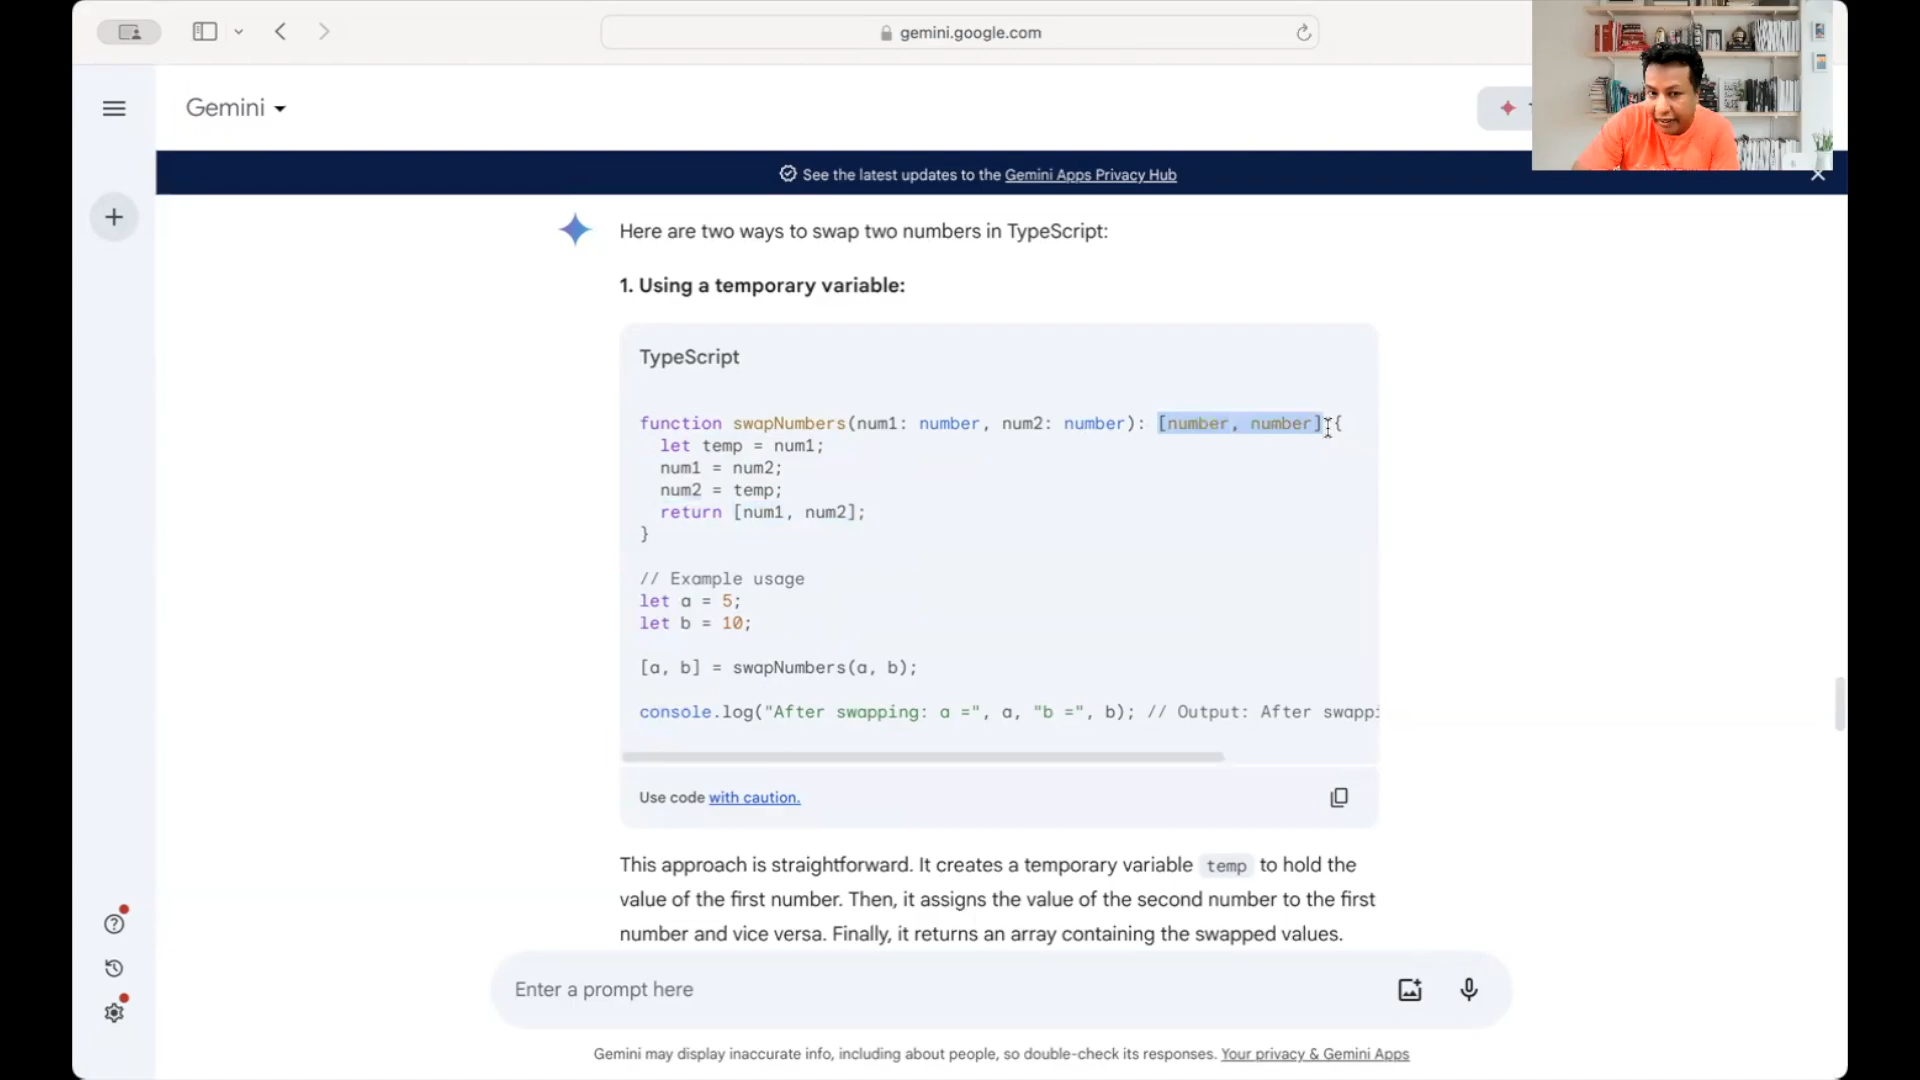 gemini.google.com
Gemini
See the latest updates to the Gemini Apps Privacy Hub
Here are two ways to swap two numbers in TypeScript:
1. Using a temporary variable:
TypeScript
function swapNumbers(num1: number, num2: number): [number, number] {
let temp = num1;
num1 = num2;
num2 = temp;
return [num1, num2];
}
// Example usage
let a = 5;
let b = 10;
[a, b] = swapNumbers(a, b);
console.log("After swapping: a =", a, "b =", b); // Output: After swappi
Use code with caution.
This approach is straightforward. It creates a temporary variable temp to hold the
value of the first number. Then, it assigns the value of the second number to the first
number and vice versa. Finally, it returns an array containing the swapped values.
Enter a prompt here
Gemini may display inaccurate info, including about people, so double-check its responses. Your privacy & Gemini Apps